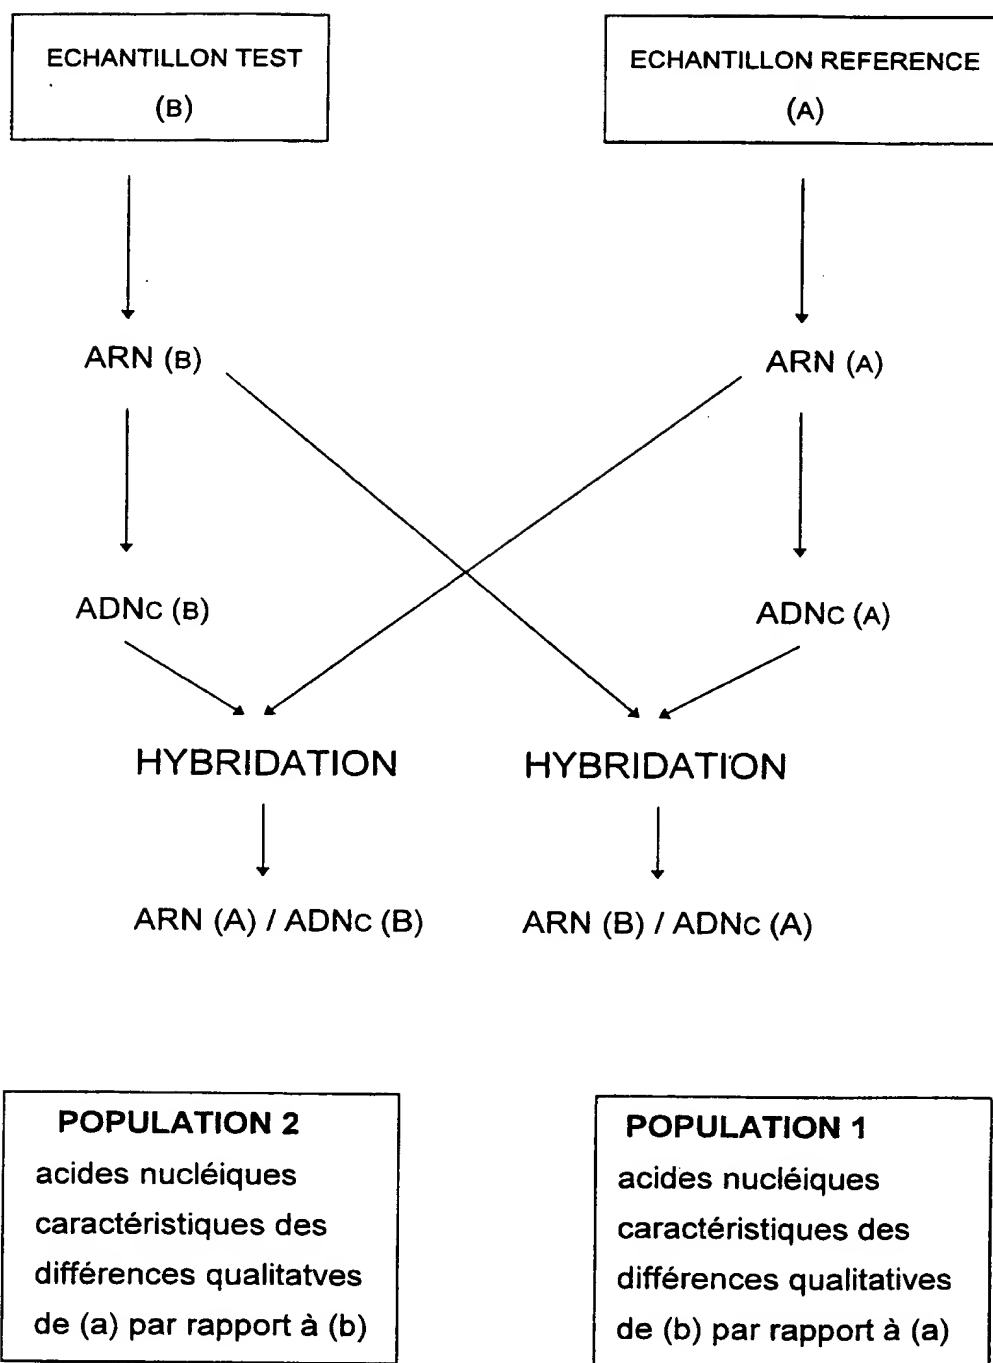 ECHANTILLON TEST
(B)
ECHANTILLON REFERENCE
(A)
ARN (B)
ARN (A)
ADNC (B)
ADNC (A)
HYBRIDATION
HYBRIDATION
ARN (A) / ADNC (B)
ARN (B) / ADNC (A)
POPULATION 2
acides nucléiques
caractéristiques des
différences qualitatves
de (a) par rapport à (b)
POPULATION 1
acides nucléiques
caractéristiques des
différences qualitatives
de (b) par rapport à (a)